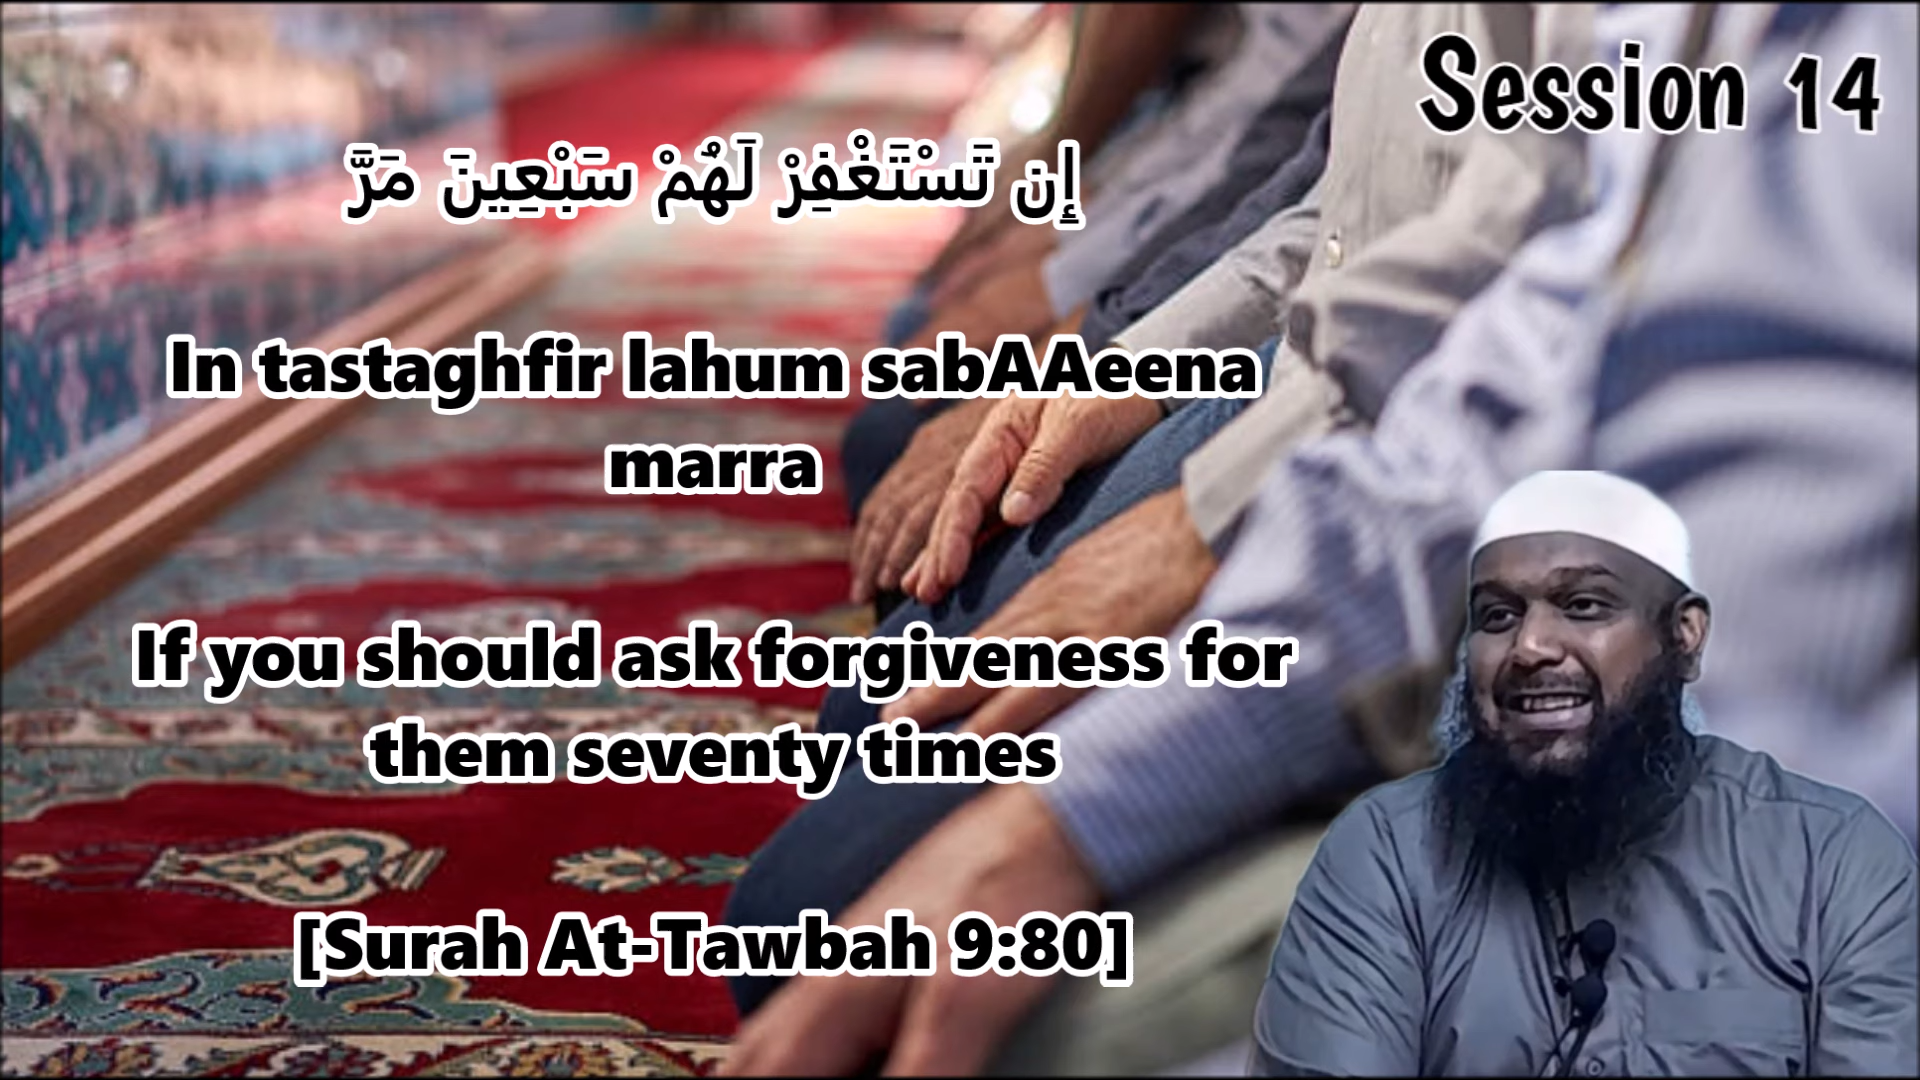 Session 14
إِن تَسْتَغْفِرْ لَهُمْ سَبْعِينَ مَرَّ
In tastaghfir lahum sabAAeena
marra
If you should ask forgiveness for
them seventy times
[Surah At-Tawbah 9:80]